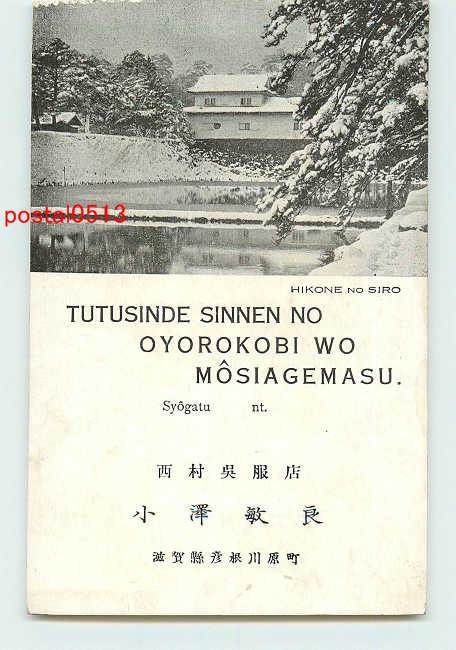 postal0513
HIKONE NO SIRO
TUTUSINDE SINNEN NO
OYOROKOBI WO
MÔSIAGEMASU.
Syôgatu nt.
西村呉服店
小澤敏良
滋賀縣彦根川原町